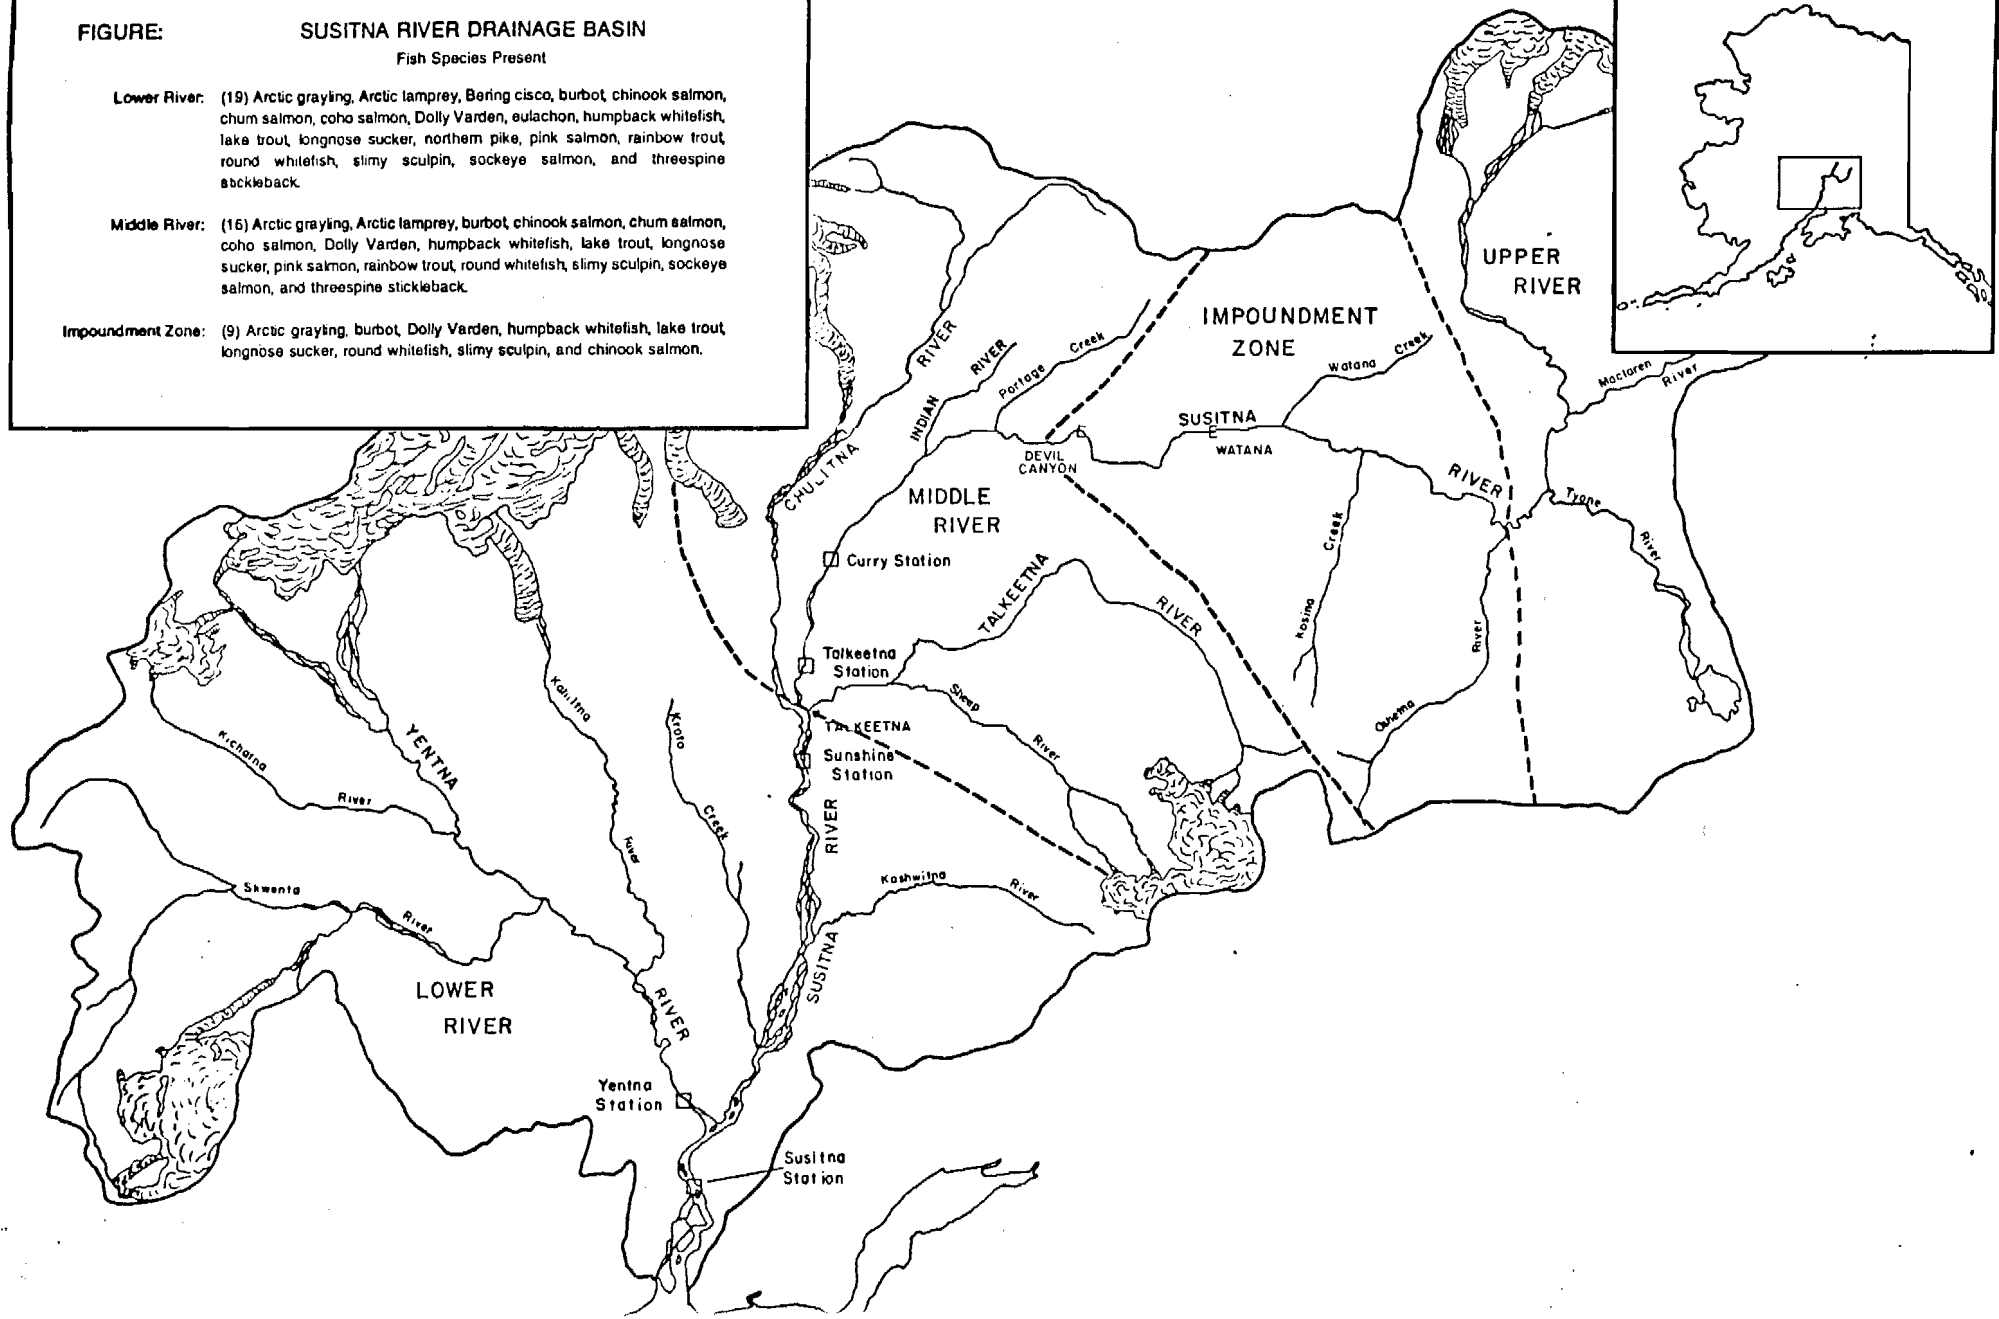 FIGURE: SUSITNA RIVER DRAINAGE BASIN
Fish Species Present
Lower River: (19) Arctic grayling, Arctic lamprey, Bering cisco, burbot, chinook salmon,
chum salmon, coho salmon, Dolly Varden, eulachon, humpback whitefish,
lake trout, longnose sucker, northern pike, pink salmon, rainbow trout,
round whitefish, slimy sculpin, sockeye salmon, and threespine
stickleback.
Middle River: (16) Arctic grayling, Arctic lamprey, burbot, chinook salmon, chum salmon,
coho salmon, Dolly Varden, humpback whitefish, lake trout, longnose
sucker, pink salmon, rainbow trout, round whitefish, slimy sculpin, sockeye
salmon, and threespine stickleback.
Impoundment Zone: (9) Arctic grayling, burbot, Dolly Varden, humpback whitefish, lake trout,
longnose sucker, round whitefish, slimy sculpin, and chinook salmon.
UPPER
RIVER
IMPOUNDMENT
ZONE
Watana Creek
Maclaren
River
CHULITNA RIVER
INDIAN RIVER
Portage Creek
SUSITNA
RIVER
WATANA
DEVIL
CANYON
MIDDLE
RIVER
Tyone
River
Curry Station
TALKEETNA
RIVER
Kosina Creek
Oshetna River
Talkeetna
Station
Sheep
River
TALKEETNA
Sunshine
Station
Kahiltna
River
Kroto
Creek
YENTNA
RIVER
Kichatna
River
Skwenta
River
Kashwitna
River
SUSITNA RIVER
LOWER
RIVER
Yentna
Station
Susitna
Station